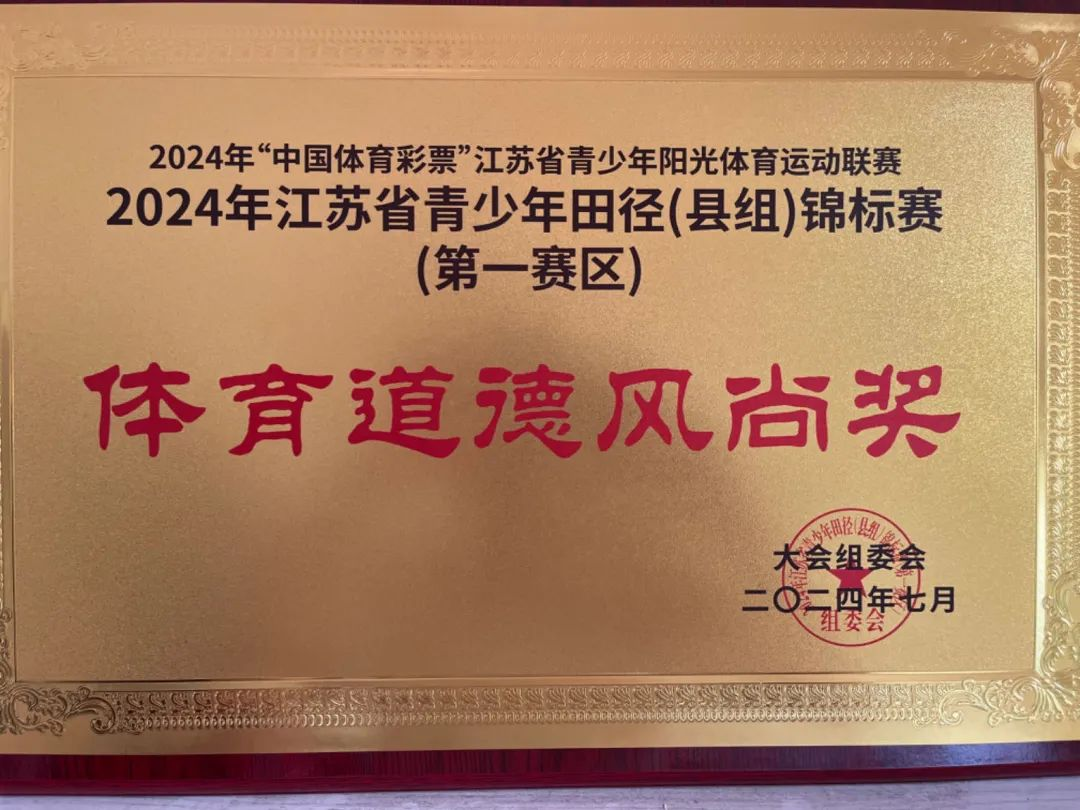 2024年“中国体育彩票”江苏省青少年阳光体育运动联赛
2024年江苏省青少年田径(县组)锦标赛
(第一赛区)
体育道德风尚奖
大会组委会
二〇二四年七月
组委会